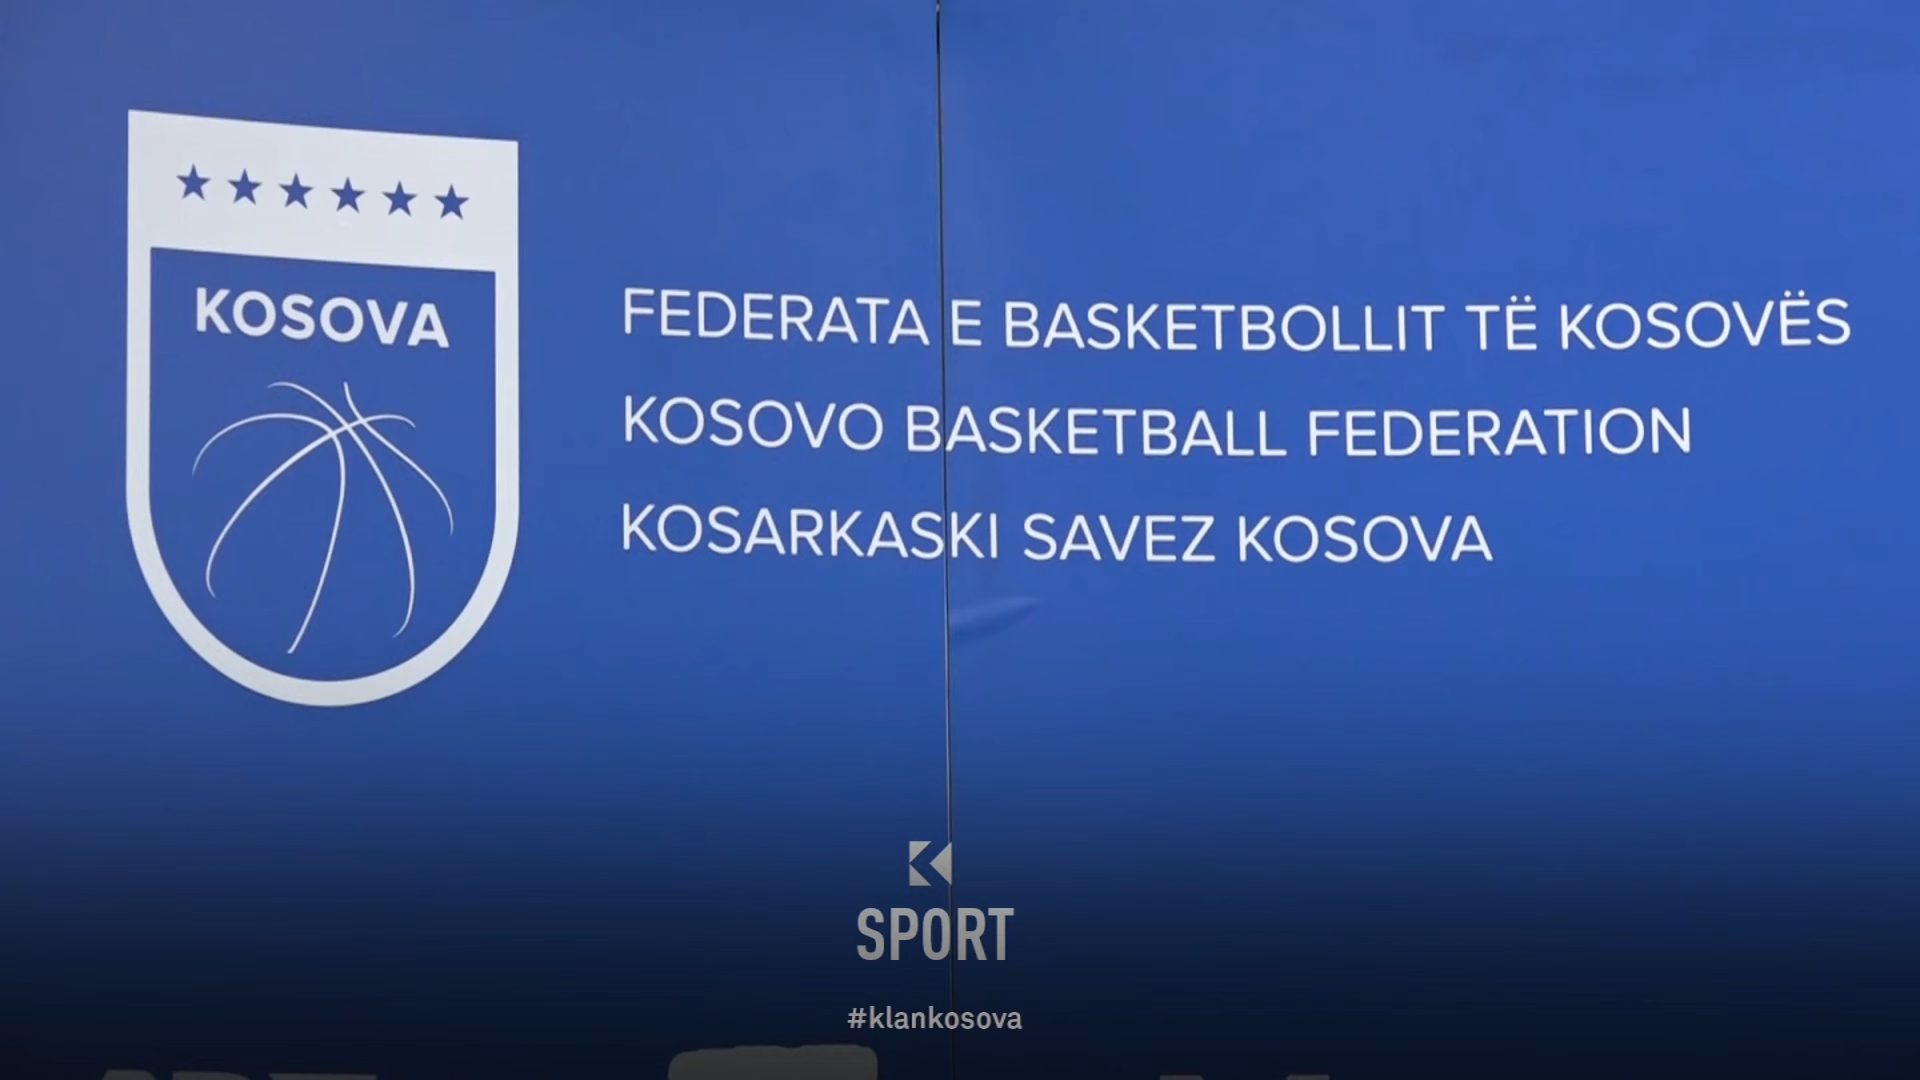 KOSOVA
FEDERATA E BASKETBOLLIT TË KOSOVËS
KOSOVO BASKETBALL FEDERATION
KOSARKASKI SAVEZ KOSOVA
SPORT
#klankosova